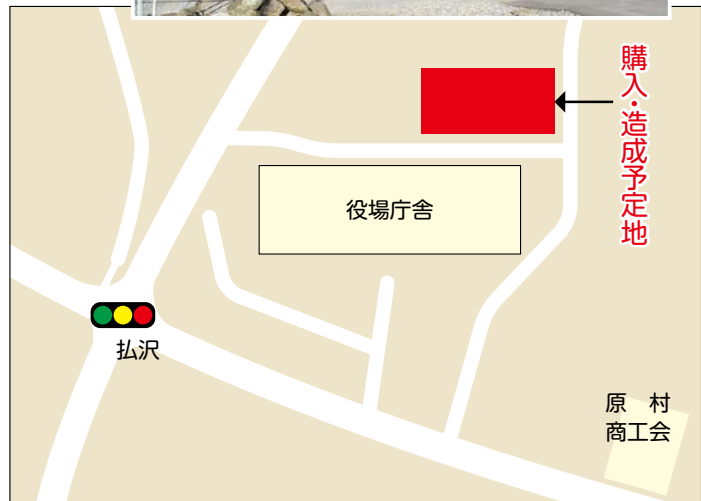 購入・造成予定地
役場庁舎
払沢
原　村
商工会